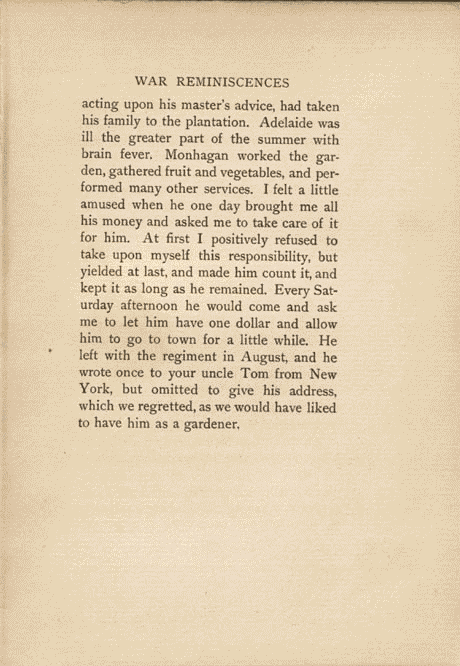 WAR REMINISCENCES
acting upon his master's advice, had taken
his family to the plantation. Adelaide was
ill the greater part of the summer with
brain fever. Monhagan worked the gar-
den, gathered fruit and vegetables, and per-
formed many other services. I felt a little
amused when he one day brought me all
his money and asked me to take care of it
for him. At first I positively refused to
take upon myself this responsibility, but
yielded at last, and made him count it, and
kept it as long as he remained. Every Sat-
urday afternoon he would come and ask
me to let him have one dollar and allow
him to go to town for a little while. He
left with the regiment in August, and he
wrote once to your uncle Tom from New
York, but omitted to give his address,
which we regretted, as we would have liked
to have him as a gardener.